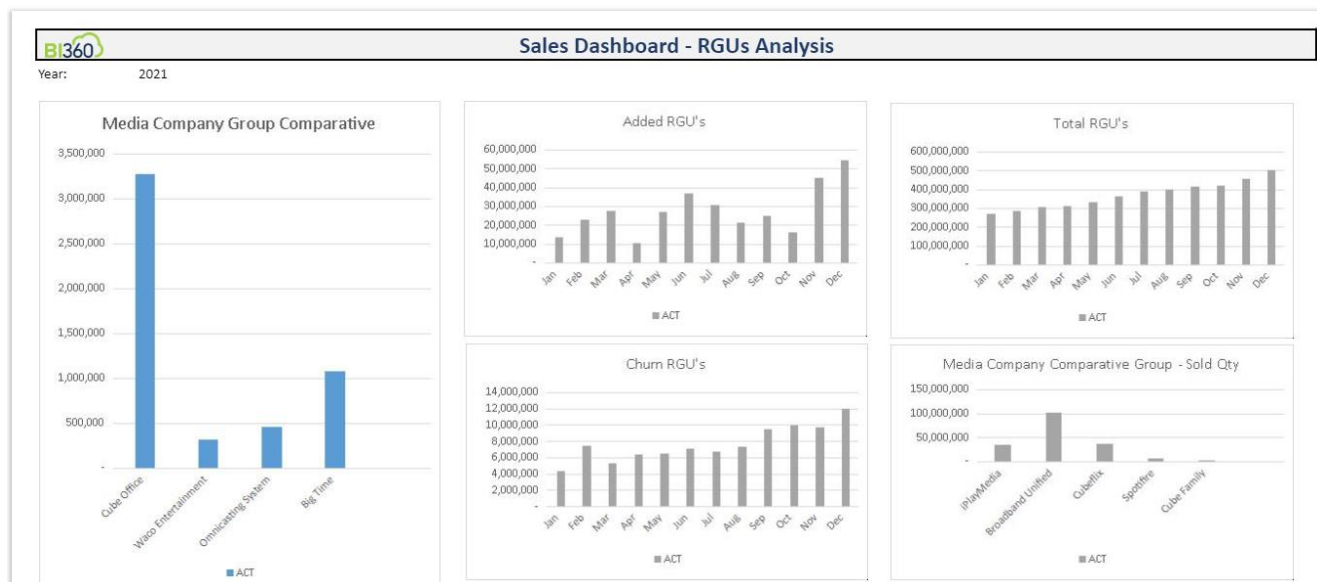 BI360
Sales Dashboard - RGUs Analysis
Year: 2021
Media Company Group Comparative
3,500,000
3,000,000
2,500,000
2,000,000
1,500,000
1,000,000
500,000
-
Cube Office
Waco Entertainment
Omnicasting System
Big Time
ACT
Added RGU's
60,000,000
50,000,000
40,000,000
30,000,000
20,000,000
10,000,000
-
Jan Feb Mar Apr May Jun Jul Aug Sep Oct Nov Dec
ACT
Total RGU's
600,000,000
500,000,000
400,000,000
300,000,000
200,000,000
100,000,000
-
Jan Feb Mar Apr May Jun Jul Aug Sep Oct Nov Dec
ACT
Churn RGU's
14,000,000
12,000,000
10,000,000
8,000,000
6,000,000
4,000,000
2,000,000
-
Jan Feb Mar Apr May Jun Jul Aug Sep Oct Nov Dec
ACT
Media Company Comparative Group - Sold Qty
150,000,000
100,000,000
50,000,000
-
iPlayMedia
Broadband Unified
Cubeflix
Spotifire
Cube Family
ACT